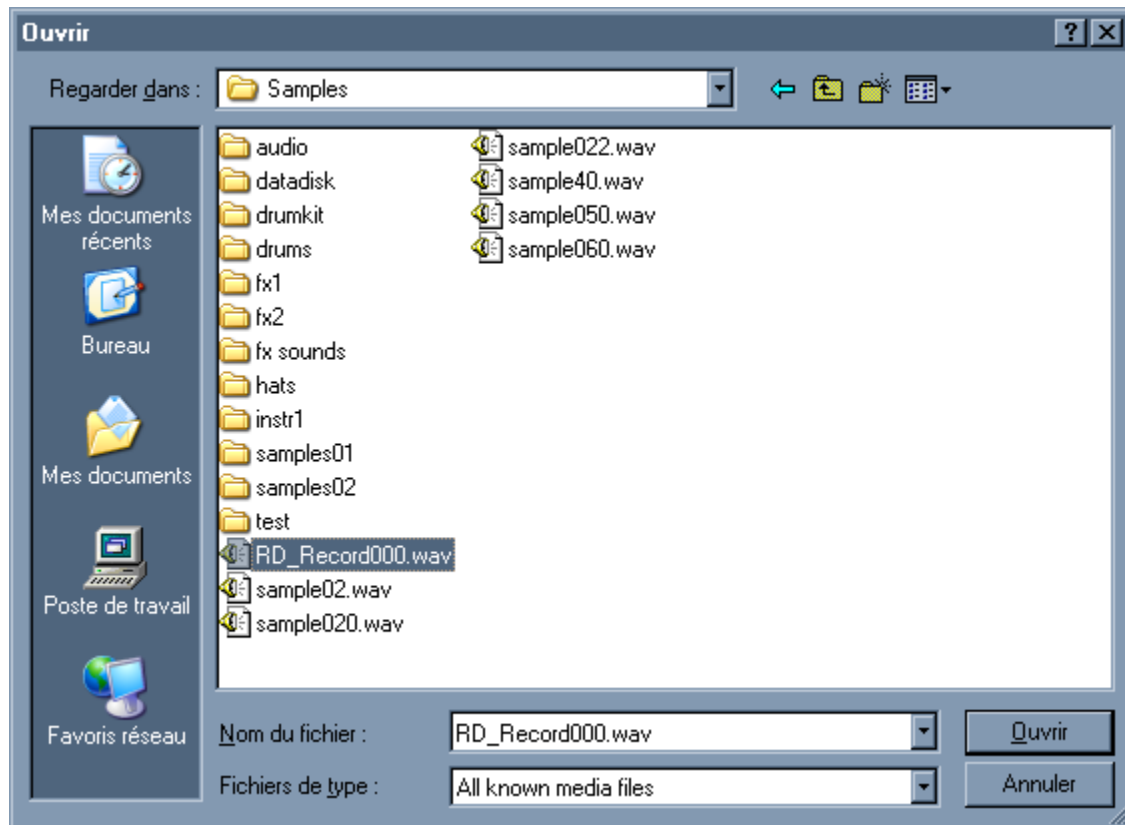 Ouvrir
Regarder dans :
Samples
Mes documents
récents
Bureau
Mes documents
Poste de travail
Favoris réseau
audio
datadisk
drumkit
drums
fx1
fx2
fx sounds
hats
instr1
samples01
samples02
test
RD_Record000.wav
sample02.wav
sample020.wav
sample022.wav
sample40.wav
sample050.wav
sample060.wav
Nom du fichier :
RD_Record000.wav
Ouvrir
Fichiers de type :
All known media files
Annuler